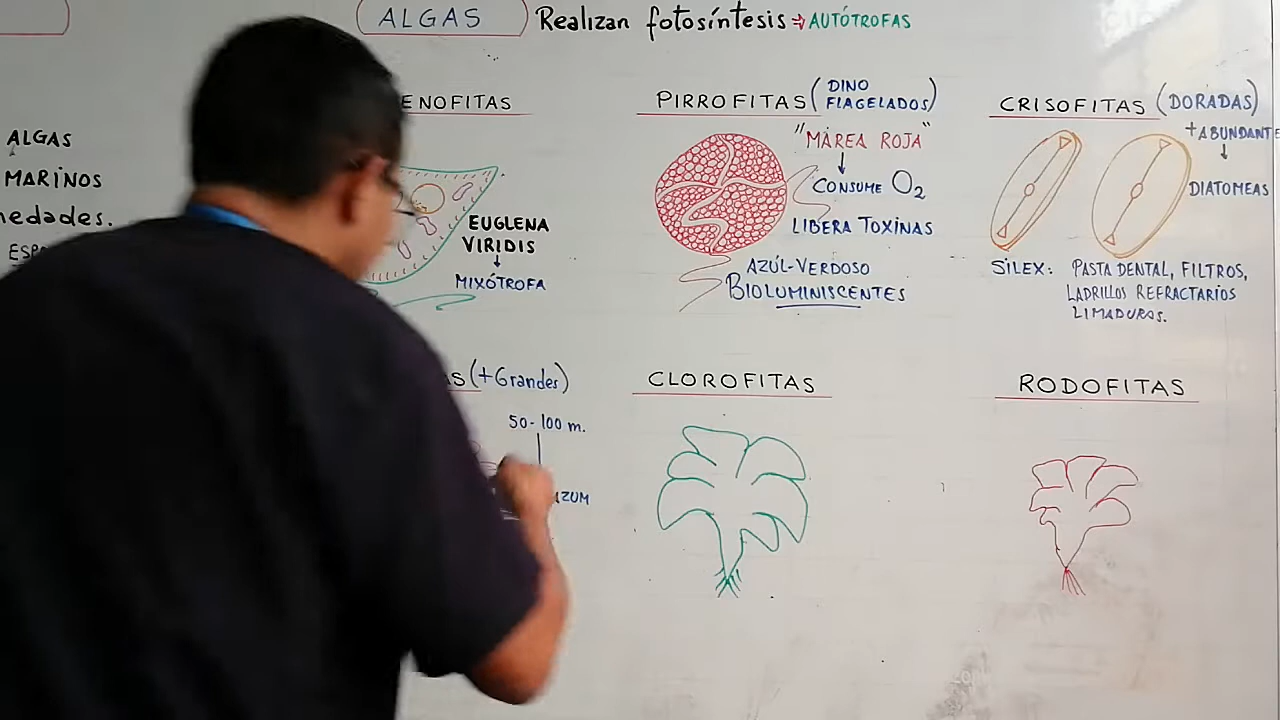 ALGAS Realizan fotosíntesis → AUTÓTROFAS
ALGAS
MARINOS
ENOFITAS
EUGLENA
VIRIDIS
↓
MIXÓTROFA
PIRROFITAS (DINO
FLAGELADOS)
"MAREA ROJA"
↓
CONSUME O2
LIBERA TOXINAS
AZÚL-VERDOSO
BIOLUMINISCENTES
CRISOFITAS (DORADAS)
+ABUNDANTE
↓
DIATOMEAS
SILEX: PASTA DENTAL, FILTROS,
LADRILLOS REFRACTARIOS
LIMADUROS.
(+Grandes)
50-100 m.
CLOROFITAS
RODOFITAS